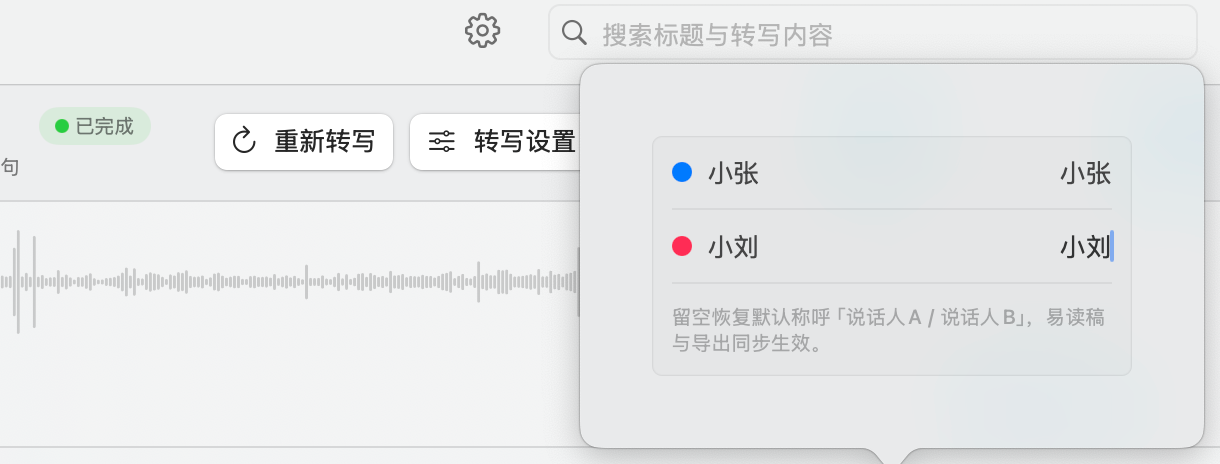 搜索标题与转写内容
已完成
重新转写
转写设置
句
小张 小张
小刘 小刘
留空恢复默认称呼「说话人 A / 说话人 B」，易读稿
与导出同步生效。